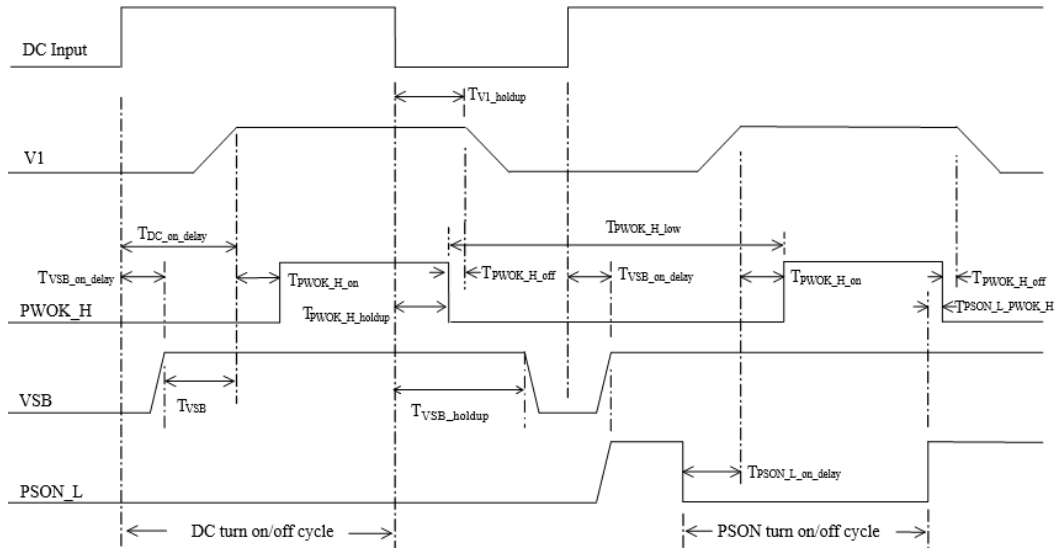 DC Input
TV1_holdup
V1
TPWOK_H_low
TDC_on_delay
TVSB_on_delay
TPWOK_H_on
TPWOK_H_off
TVSB_on_delay
TPWOK_H_on
TPWOK_H_off
PWOK_H
TPWOK_H_holdup
TPSON_L_PWOK_H
VSB
TVSB
TVSB_holdup
PSON_L
TPSON_L_on_delay
DC turn on/off cycle
PSON turn on/off cycle